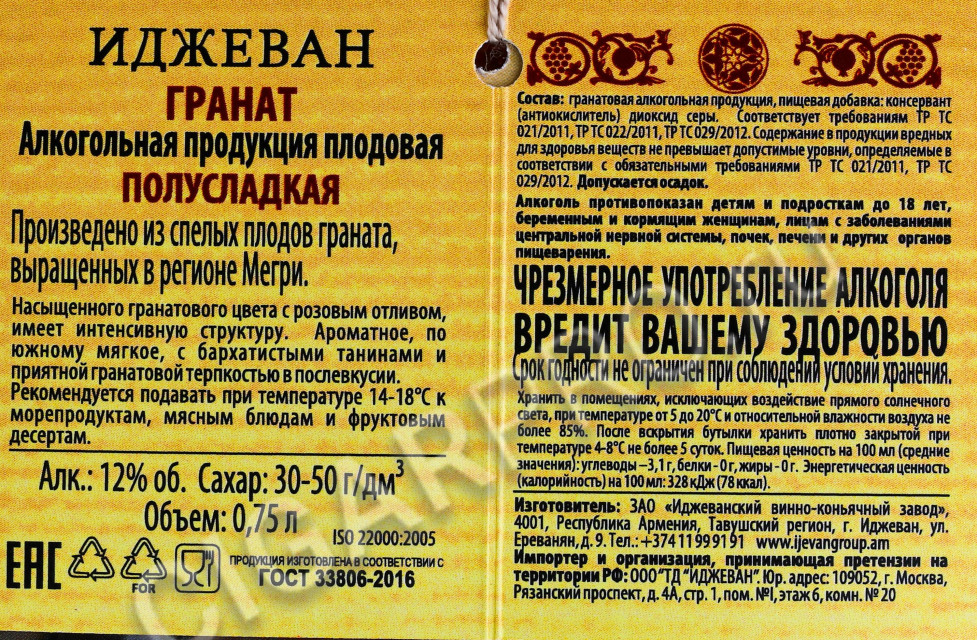 ИДЖЕВАН
ГРАНАТ
Алкогольная продукция плодовая
ПОЛУСЛАДКАЯ
Произведено из спелых плодов граната,
выращенных в регионе Мегри.
Насыщенного гранатового цвета с розовым отливом,
имеет интенсивную структуру. Ароматное, по
южному мягкое, с бархатистыми танинами и
приятной гранатовой терпкостью в послевкусии.
Рекомендуется подавать при температуре 14-18°С к
морепродуктам, мясным блюдам и фруктовым
десертам.
Алк.: 12% об. Сахар: 30-50 г/дм³
Объем: 0,75 л
ISO 22000:2005
EAC
FOR
ПРОДУКЦИЯ ИЗГОТОВЛЕНА В СООТВЕТСТВИИ С
ГОСТ 33806-2016
Состав: гранатовая алкогольная продукция, пищевая добавка: консервант
(антиокислитель) диоксид серы. Соответствует требованиям ТР ТС
021/2011, ТР ТС 022/2011, ТР ТС 029/2012. Содержание в продукции вредных
для здоровья веществ не превышает допустимые уровни, определяемые в
соответствии с обязательными требованиями ТР ТС 021/2011, ТР ТС
029/2012. Допускается осадок.
Алкоголь противопоказан детям и подросткам до 18 лет,
беременным и кормящим женщинам, лицам с заболеваниями
центральной нервной системы, почек, печени и других органов
пищеварения.
ЧРЕЗМЕРНОЕ УПОТРЕБЛЕНИЕ АЛКОГОЛЯ
ВРЕДИТ ВАШЕМУ ЗДОРОВЬЮ
Срок годности не ограничен при соблюдении условий хранения.
Хранить в помещениях, исключающих воздействие прямого солнечного
света, при температуре от 5 до 20°С и относительной влажности воздуха не
более 85%. После вскрытия бутылки хранить плотно закрытой при
температуре 4-8°С не более 5 суток. Пищевая ценность на 100 мл (средние
значения): углеводы –3,1 г, белки - 0 г, жиры - 0 г. Энергетическая ценность
(калорийность) на 100 мл: 328 кДж (78 ккал).
Изготовитель: ЗАО «Иджеванский винно-коньячный завод»,
4001, Республика Армения, Тавушский регион, г. Иджеван, ул.
Ереванян, д. 9. Тел.: +374 11 99 91 91 www.ijevangroup.am
Импортер и организация, принимающая претензии на
территории РФ: ООО "ТД "ИДЖЕВАН". Юр. адрес: 109052, г. Москва,
Рязанский проспект, д. 4А, стр. 1, пом. №I, этаж 6, комн. № 20
CIGARPRO.RU